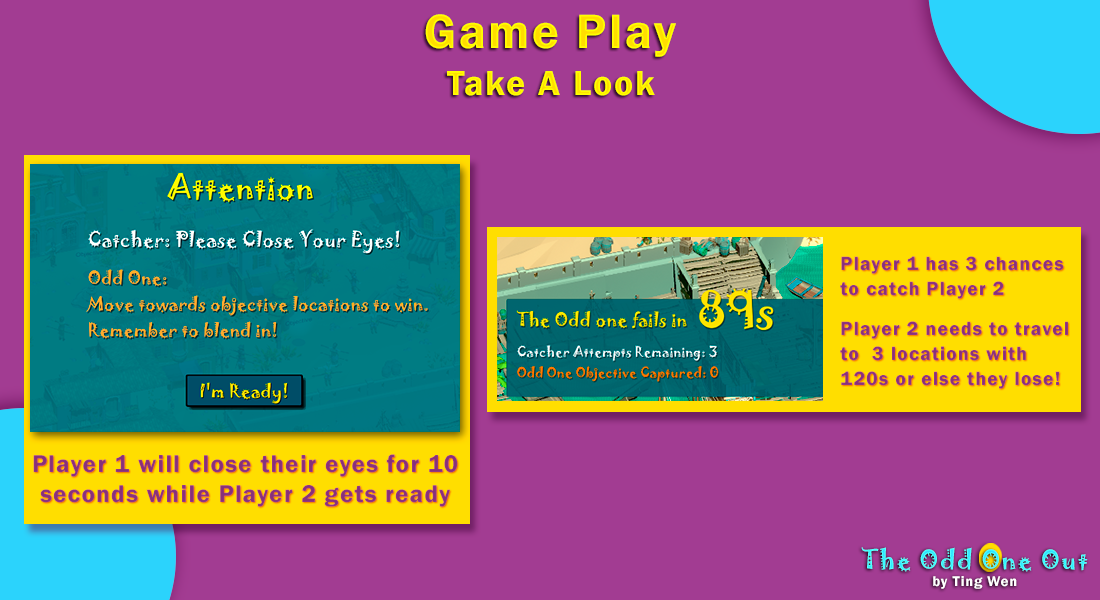 Game Play
Take A Look
Attention
Catcher: Please Close Your Eyes!
Odd One:
Move towards objective locations to win.
Remember to blend in!
I'm Ready!
Player 1 will close their eyes for 10
seconds while Player 2 gets ready
The Odd one fails in 89s
Catcher Attempts Remaining: 3
Odd One Objective Captured: 0
Player 1 has 3 chances
to catch Player 2
Player 2 needs to travel
to 3 locations with
120s or else they lose!
The Odd One Out
by Ting Wen